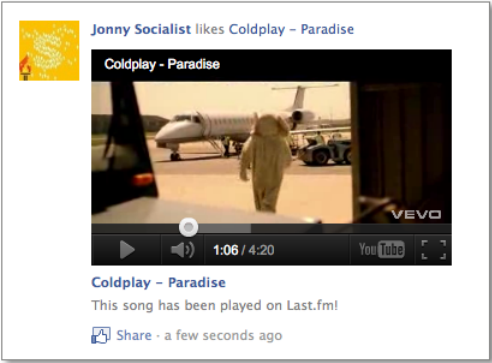 Jonny Socialist likes Coldplay – Paradise
Coldplay - Paradise
vevo
1:06 / 4:20
YouTube
Coldplay – Paradise
This song has been played on Last.fm!
Share · a few seconds ago